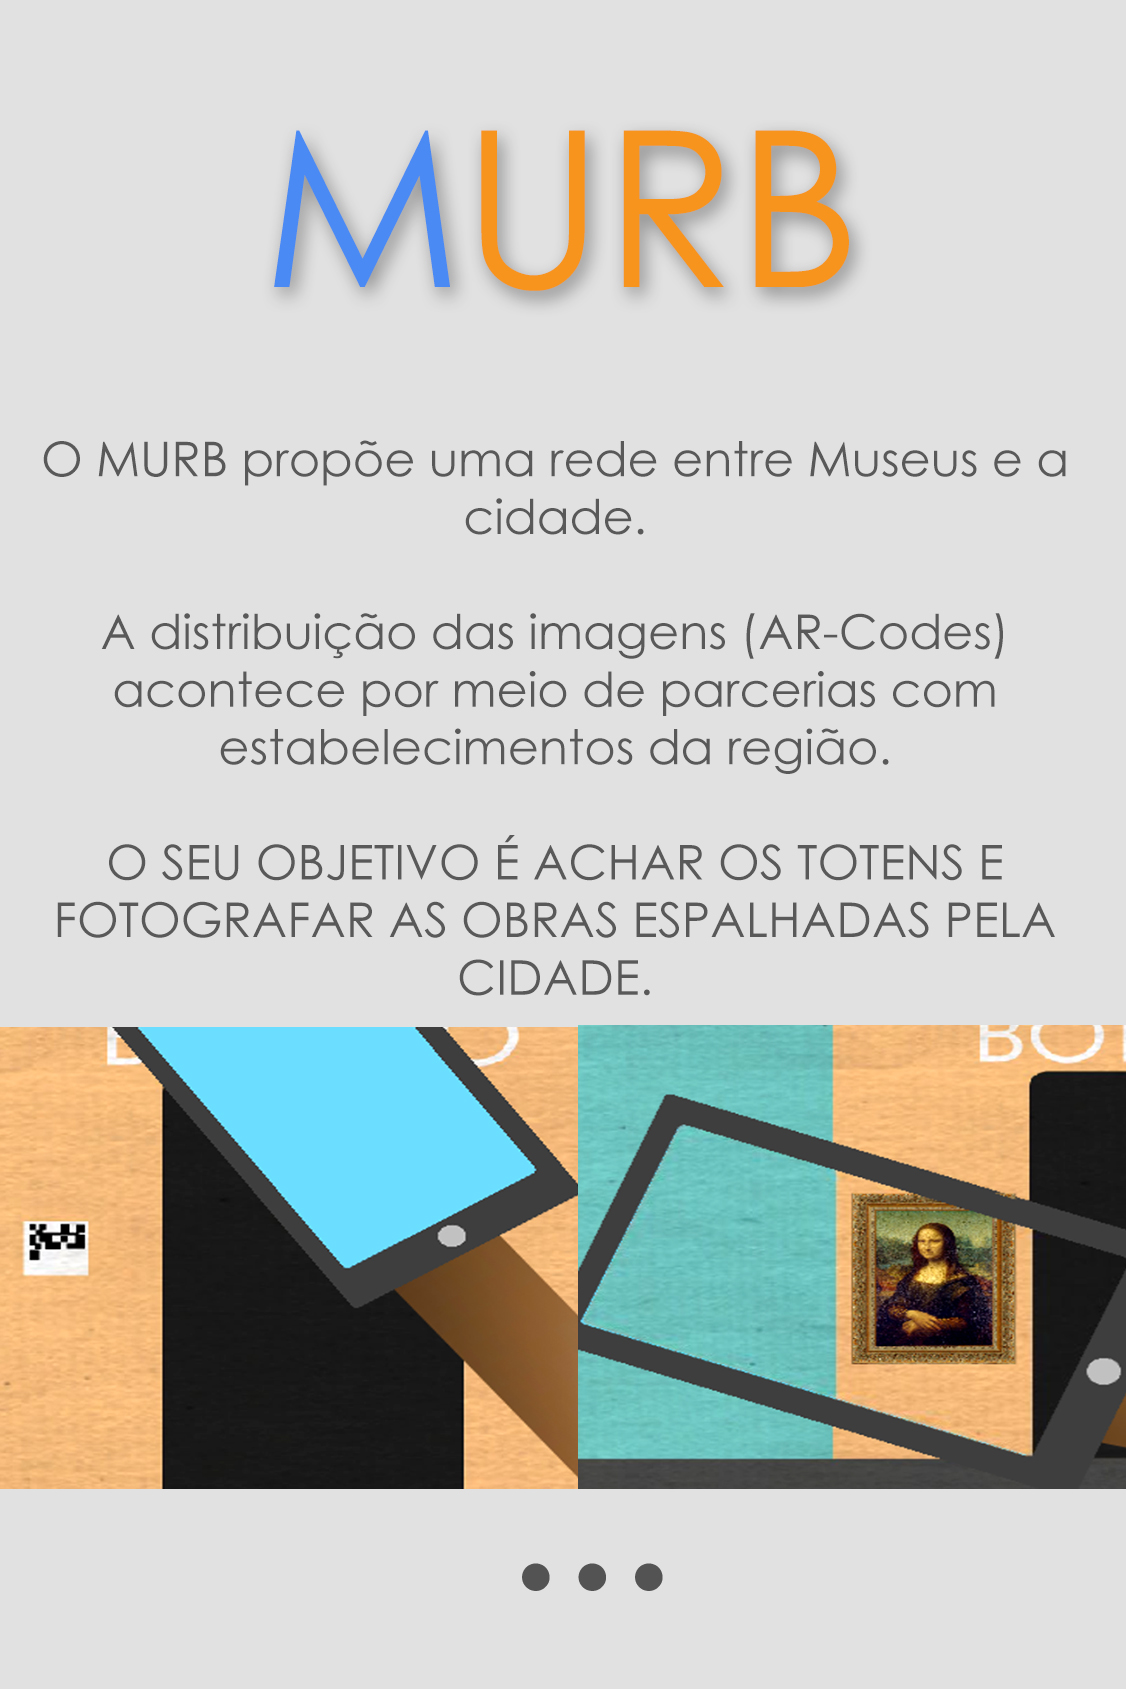 MURB
O MURB propõe uma rede entre Museus e a
cidade.
A distribuição das imagens (AR-Codes)
acontece por meio de parcerias com
estabelecimentos da região.
O SEU OBJETIVO É ACHAR OS TOTENS E
FOTOGRAFAR AS OBRAS ESPALHADAS PELA
CIDADE.